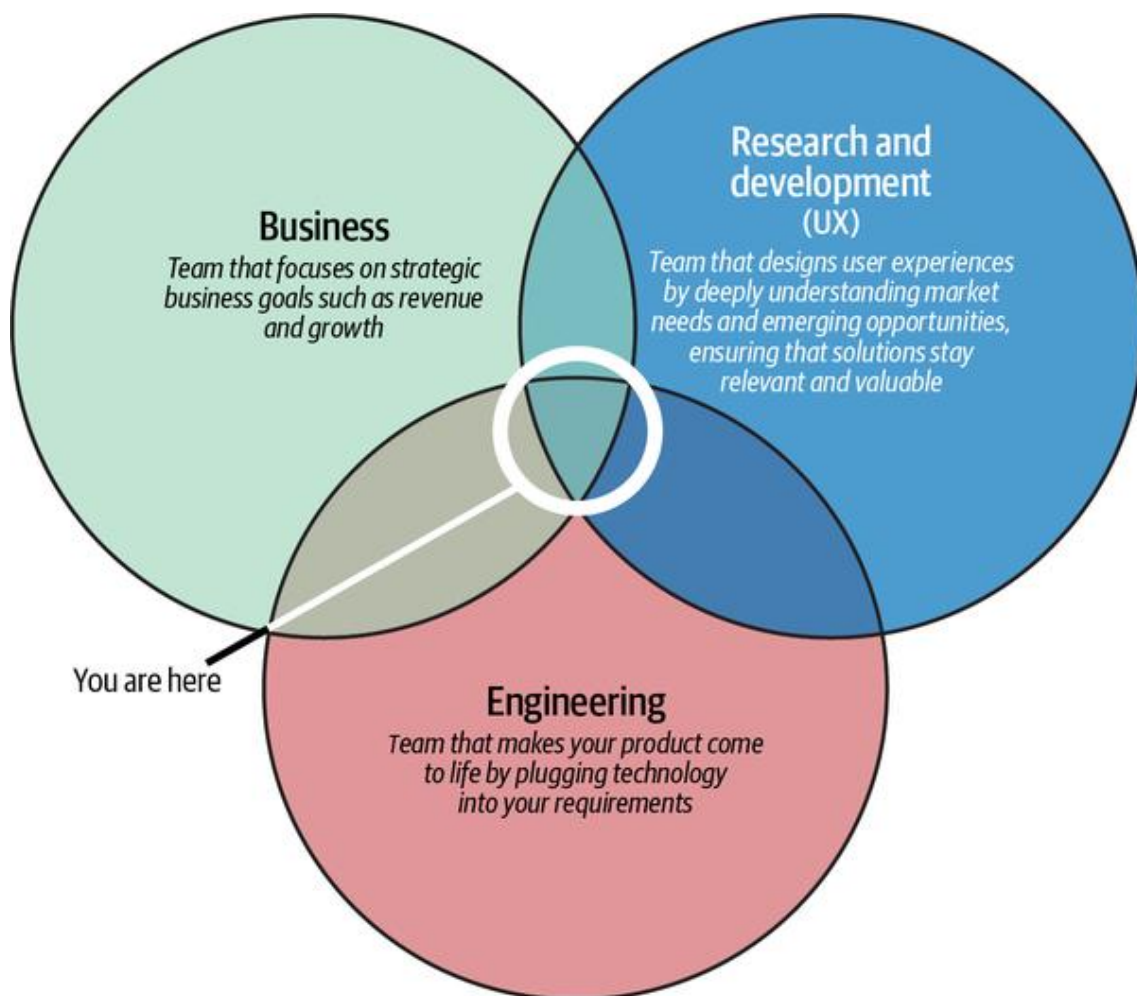 Business
Team that focuses on strategic
business goals such as revenue
and growth
Research and
development
(UX)
Team that designs user experiences
by deeply understanding market
needs and emerging opportunities,
ensuring that solutions stay
relevant and valuable
You are here
Engineering
Team that makes your product come
to life by plugging technology
into your requirements